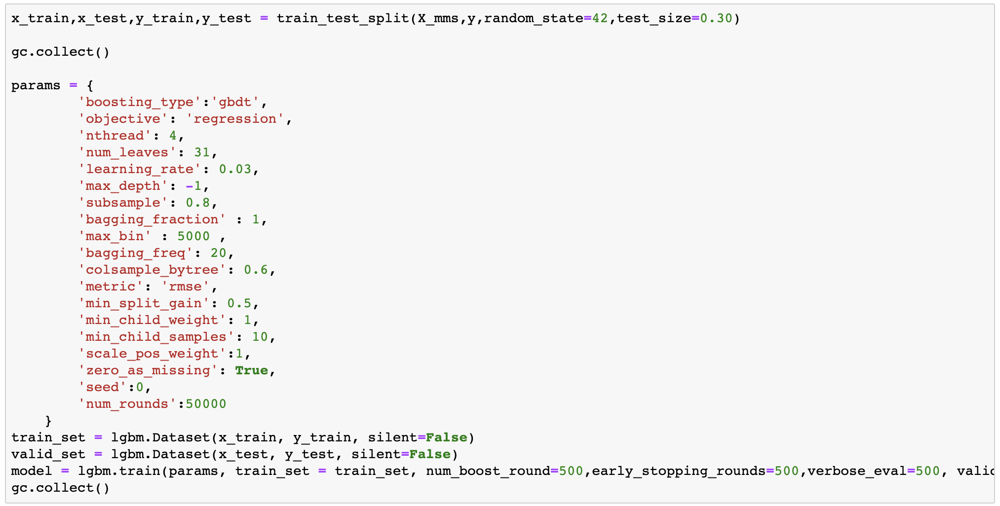 x_train,x_test,y_train,y_test = train_test_split(X_mms,y,random_state=42,test_size=0.30)
gc.collect()
params = {
'boosting_type':'gbdt',
'objective': 'regression',
'nthread': 4,
'num_leaves': 31,
'learning_rate': 0.03,
'max_depth': -1,
'subsample': 0.8,
'bagging_fraction' : 1,
'max_bin' : 5000 ,
'bagging_freq': 20,
'colsample_bytree': 0.6,
'metric': 'rmse',
'min_split_gain': 0.5,
'min_child_weight': 1,
'min_child_samples': 10,
'scale_pos_weight':1,
'zero_as_missing': True,
'seed':0,
'num_rounds':50000
}
train_set = lgbm.Dataset(x_train, y_train, silent=False)
valid_set = lgbm.Dataset(x_test, y_test, silent=False)
model = lgbm.train(params, train_set = train_set, num_boost_round=500,early_stopping_rounds=500,verbose_eval=500,
gc.collect()